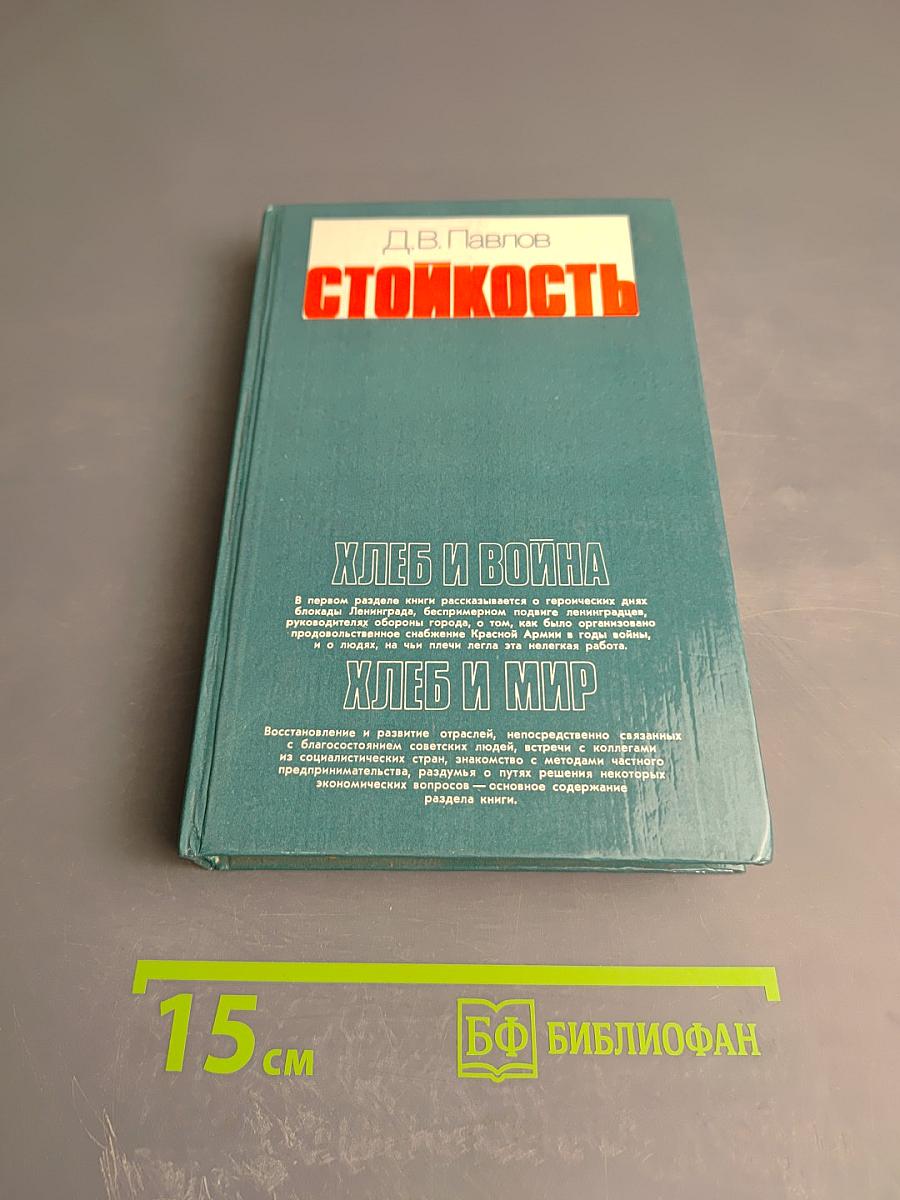 Д.В. Павлов
СТОЙКОСТЬ
ХЛЕБ И ВОЙНА
В первом разделе книги рассказывается о героических днях
блокады Ленинграда, беспримерном подвиге ленинградцев,
руководителях обороны города, о том, как было организовано
продовольственное снабжение Красной Армии в годы войны,
и о людях, на чьи плечи легла эта нелегкая работа.
ХЛЕБ И МИР
Восстановление и развитие отраслей, непосредственно связанных
с благосостоянием советских людей, встречи с коллегами
из социалистических стран, знакомство с методами частного
предпринимательства, раздумья о путях решения некоторых
экономических вопросов — основное содержание
раздела книги.
15 см
БФ БИБЛИОФАН